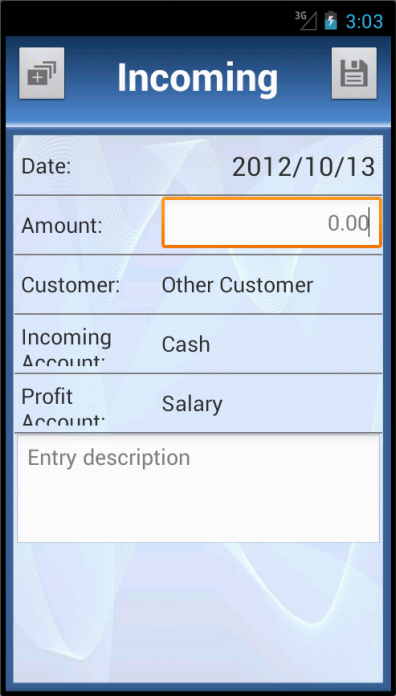 3G 3:03
Incoming
Date: 2012/10/13
Amount: 0.00
Customer: Other Customer
Incoming
Account: Cash
Profit
Account: Salary
Entry description